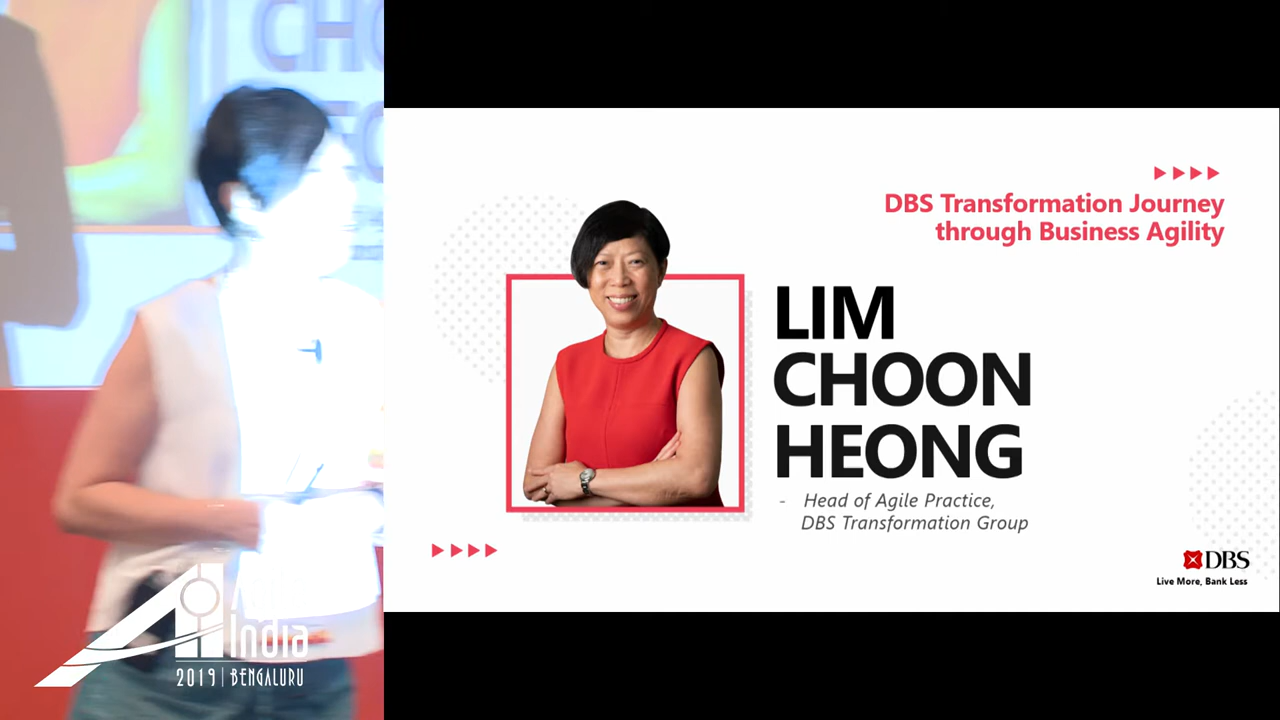 DBS Transformation Journey
through Business Agility
LIM
CHOON
HEONG
- Head of Agile Practice,
DBS Transformation Group
DBS
Live More, Bank Less
India
2019 | BENGALURU